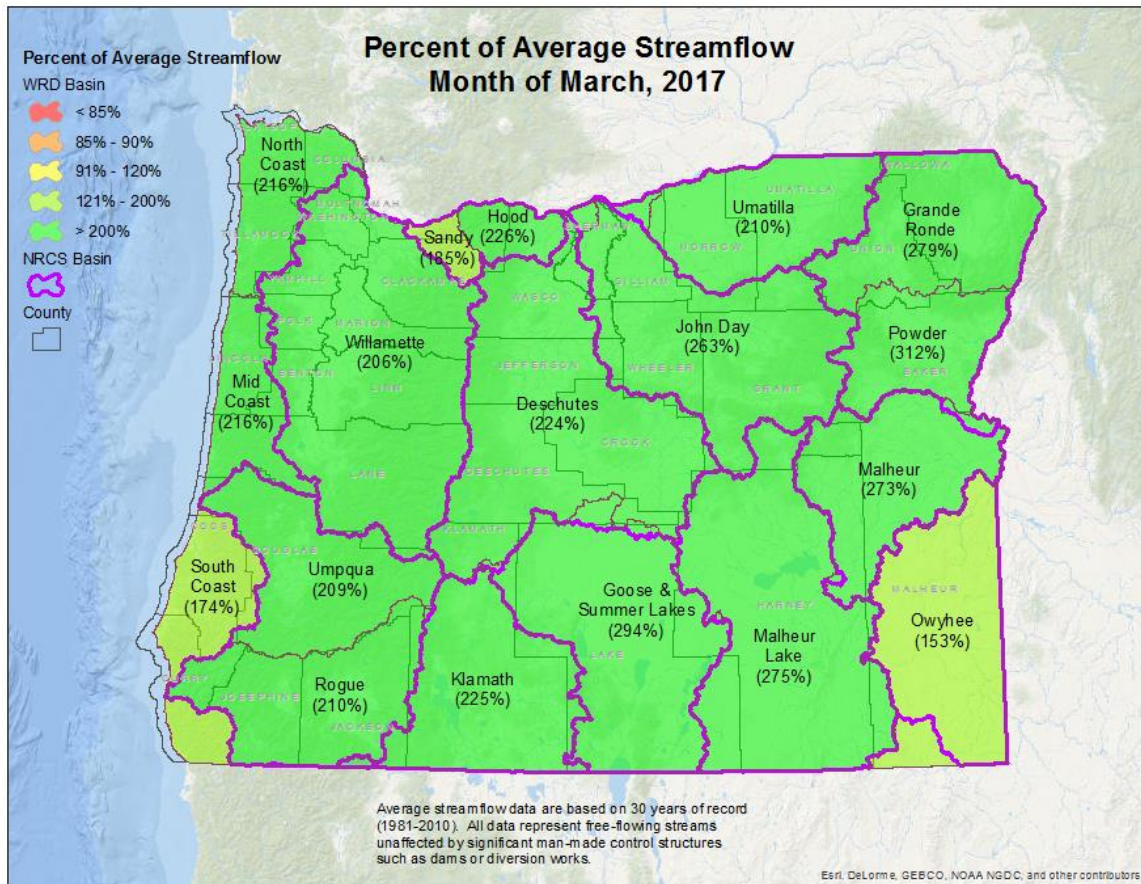 Percent of Average Streamflow
Month of March, 2017
Percent of Average Streamflow
WRD Basin
< 85%
85% - 90%
91% - 120%
121% - 200%
> 200%
NRCS Basin
County
North
Coast
(216%)
COLUMBIA
MULTNOMAH
WASHINGTON
TILLAMOOK
YAMHILL
Sandy
(185%)
CLACKAMAS
Hood
(226%)
SHERMAN
UMATILLA
Umatilla
(210%)
MORROW
WALLOWA
Grande
Ronde
(279%)
UNION
WASCO
GILLIAM
POLK
MARION
Willamette
(206%)
LINCOLN
BENTON
LINN
JEFFERSON
WHEELER
John Day
(263%)
GRANT
Powder
(312%)
BAKER
Mid
Coast
(216%)
Deschutes
(224%)
CROOK
LANE
DESCHUTES
Malheur
(273%)
COOS
DOUGLAS
KLAMATH
South
Coast
(174%)
Umpqua
(209%)
Goose &
Summer Lakes
(294%)
LAKE
HARNEY
Malheur
Lake
(275%)
MALHEUR
Owyhee
(153%)
CURRY
JOSEPHINE
Rogue
(210%)
JACKSON
Klamath
(225%)
Average streamflow data are based on 30 years of record
(1981-2010).  All data represent free-flowing streams
unaffected by significant man-made control structures
such as dams or diversion works.
Esri, DeLorme, GEBCO, NOAA NGDC, and other contributors